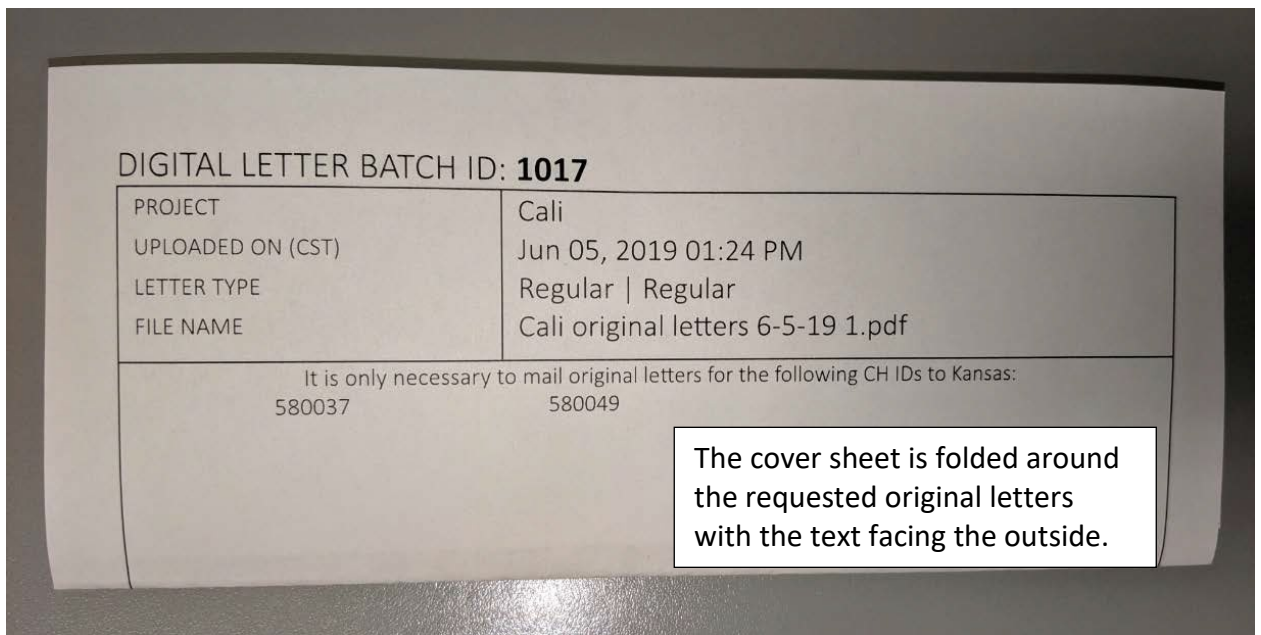 DIGITAL LETTER BATCH ID: 1017
PROJECT Cali
UPLOADED ON (CST) Jun 05, 2019 01:24 PM
LETTER TYPE Regular | Regular
FILE NAME Cali original letters 6-5-19 1.pdf
It is only necessary to mail original letters for the following CH IDs to Kansas:
580037 580049
The cover sheet is folded around
the requested original letters
with the text facing the outside.